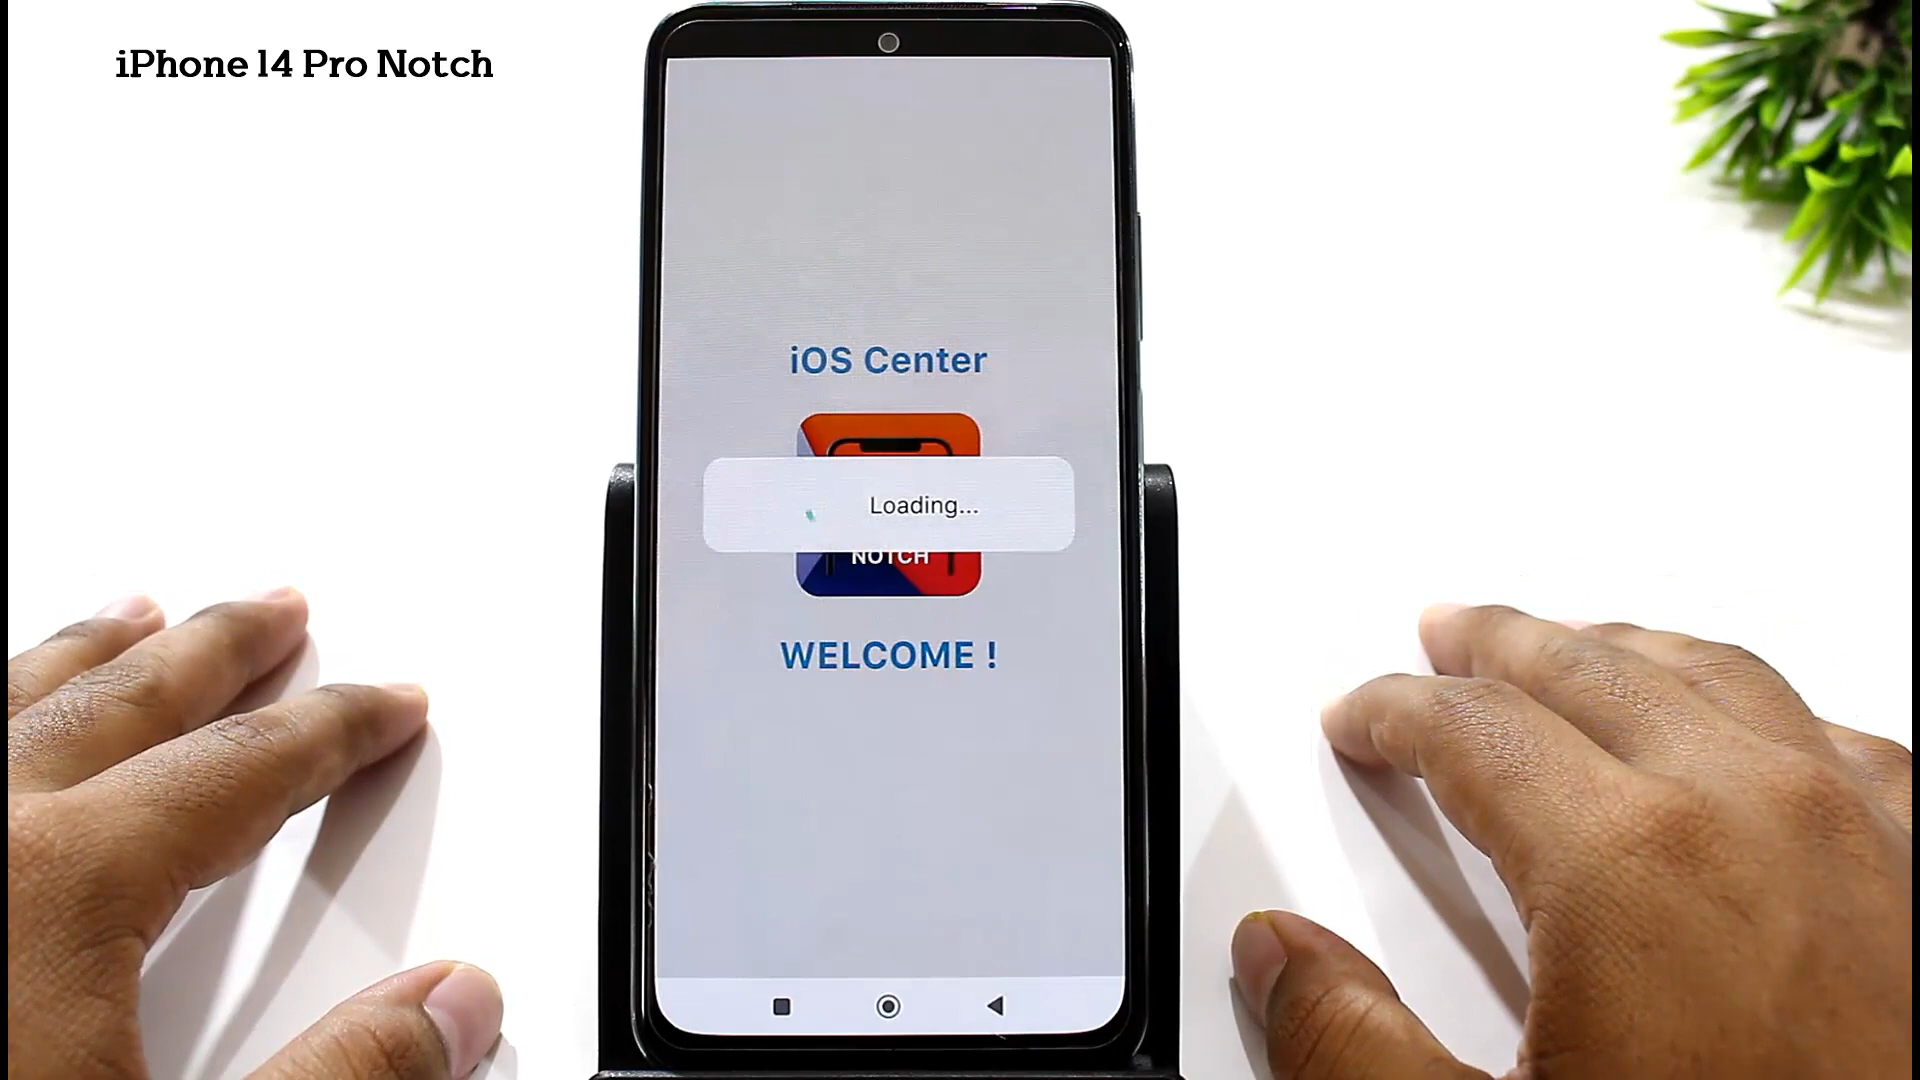 iPhone 14 Pro Notch
iOS Center
Loading...
NOTCH
WELCOME !